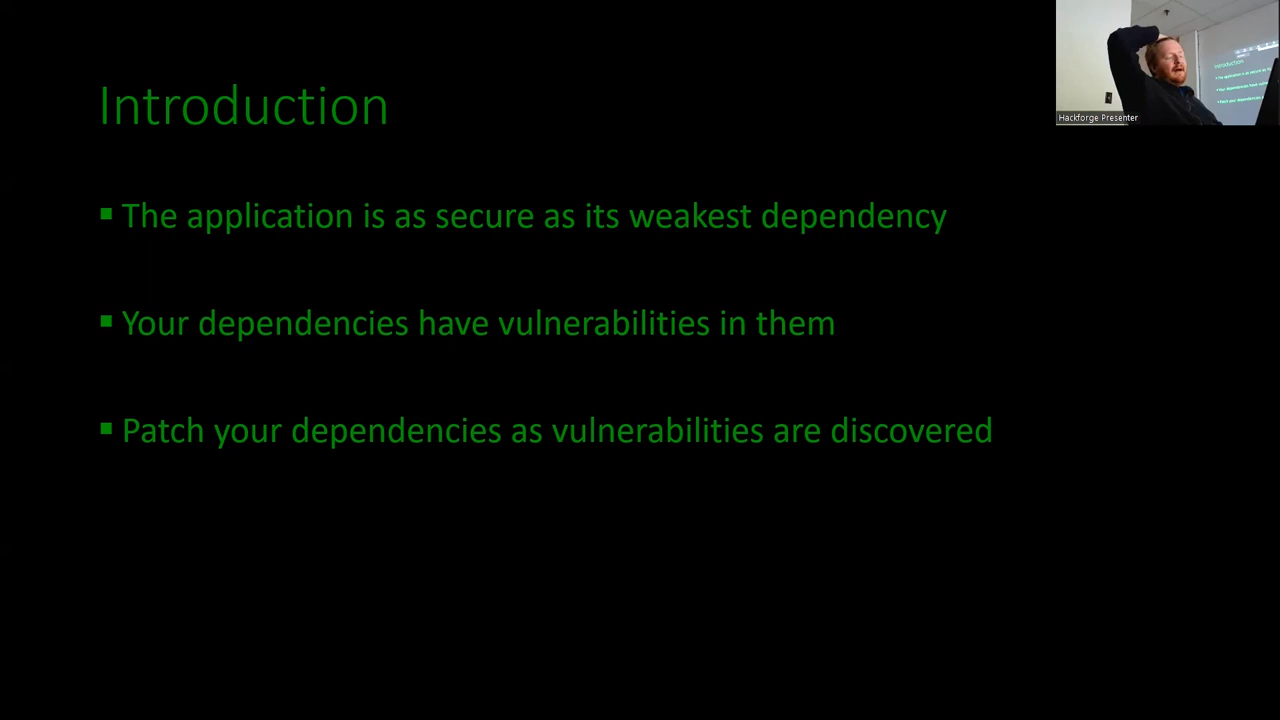 Introduction
▪ The application is as secure as its weakest dependency
▪ Your dependencies have vulnerabilities in them
▪ Patch your dependencies as vulnerabilities are discovered
Hackforge Presenter
Introduction